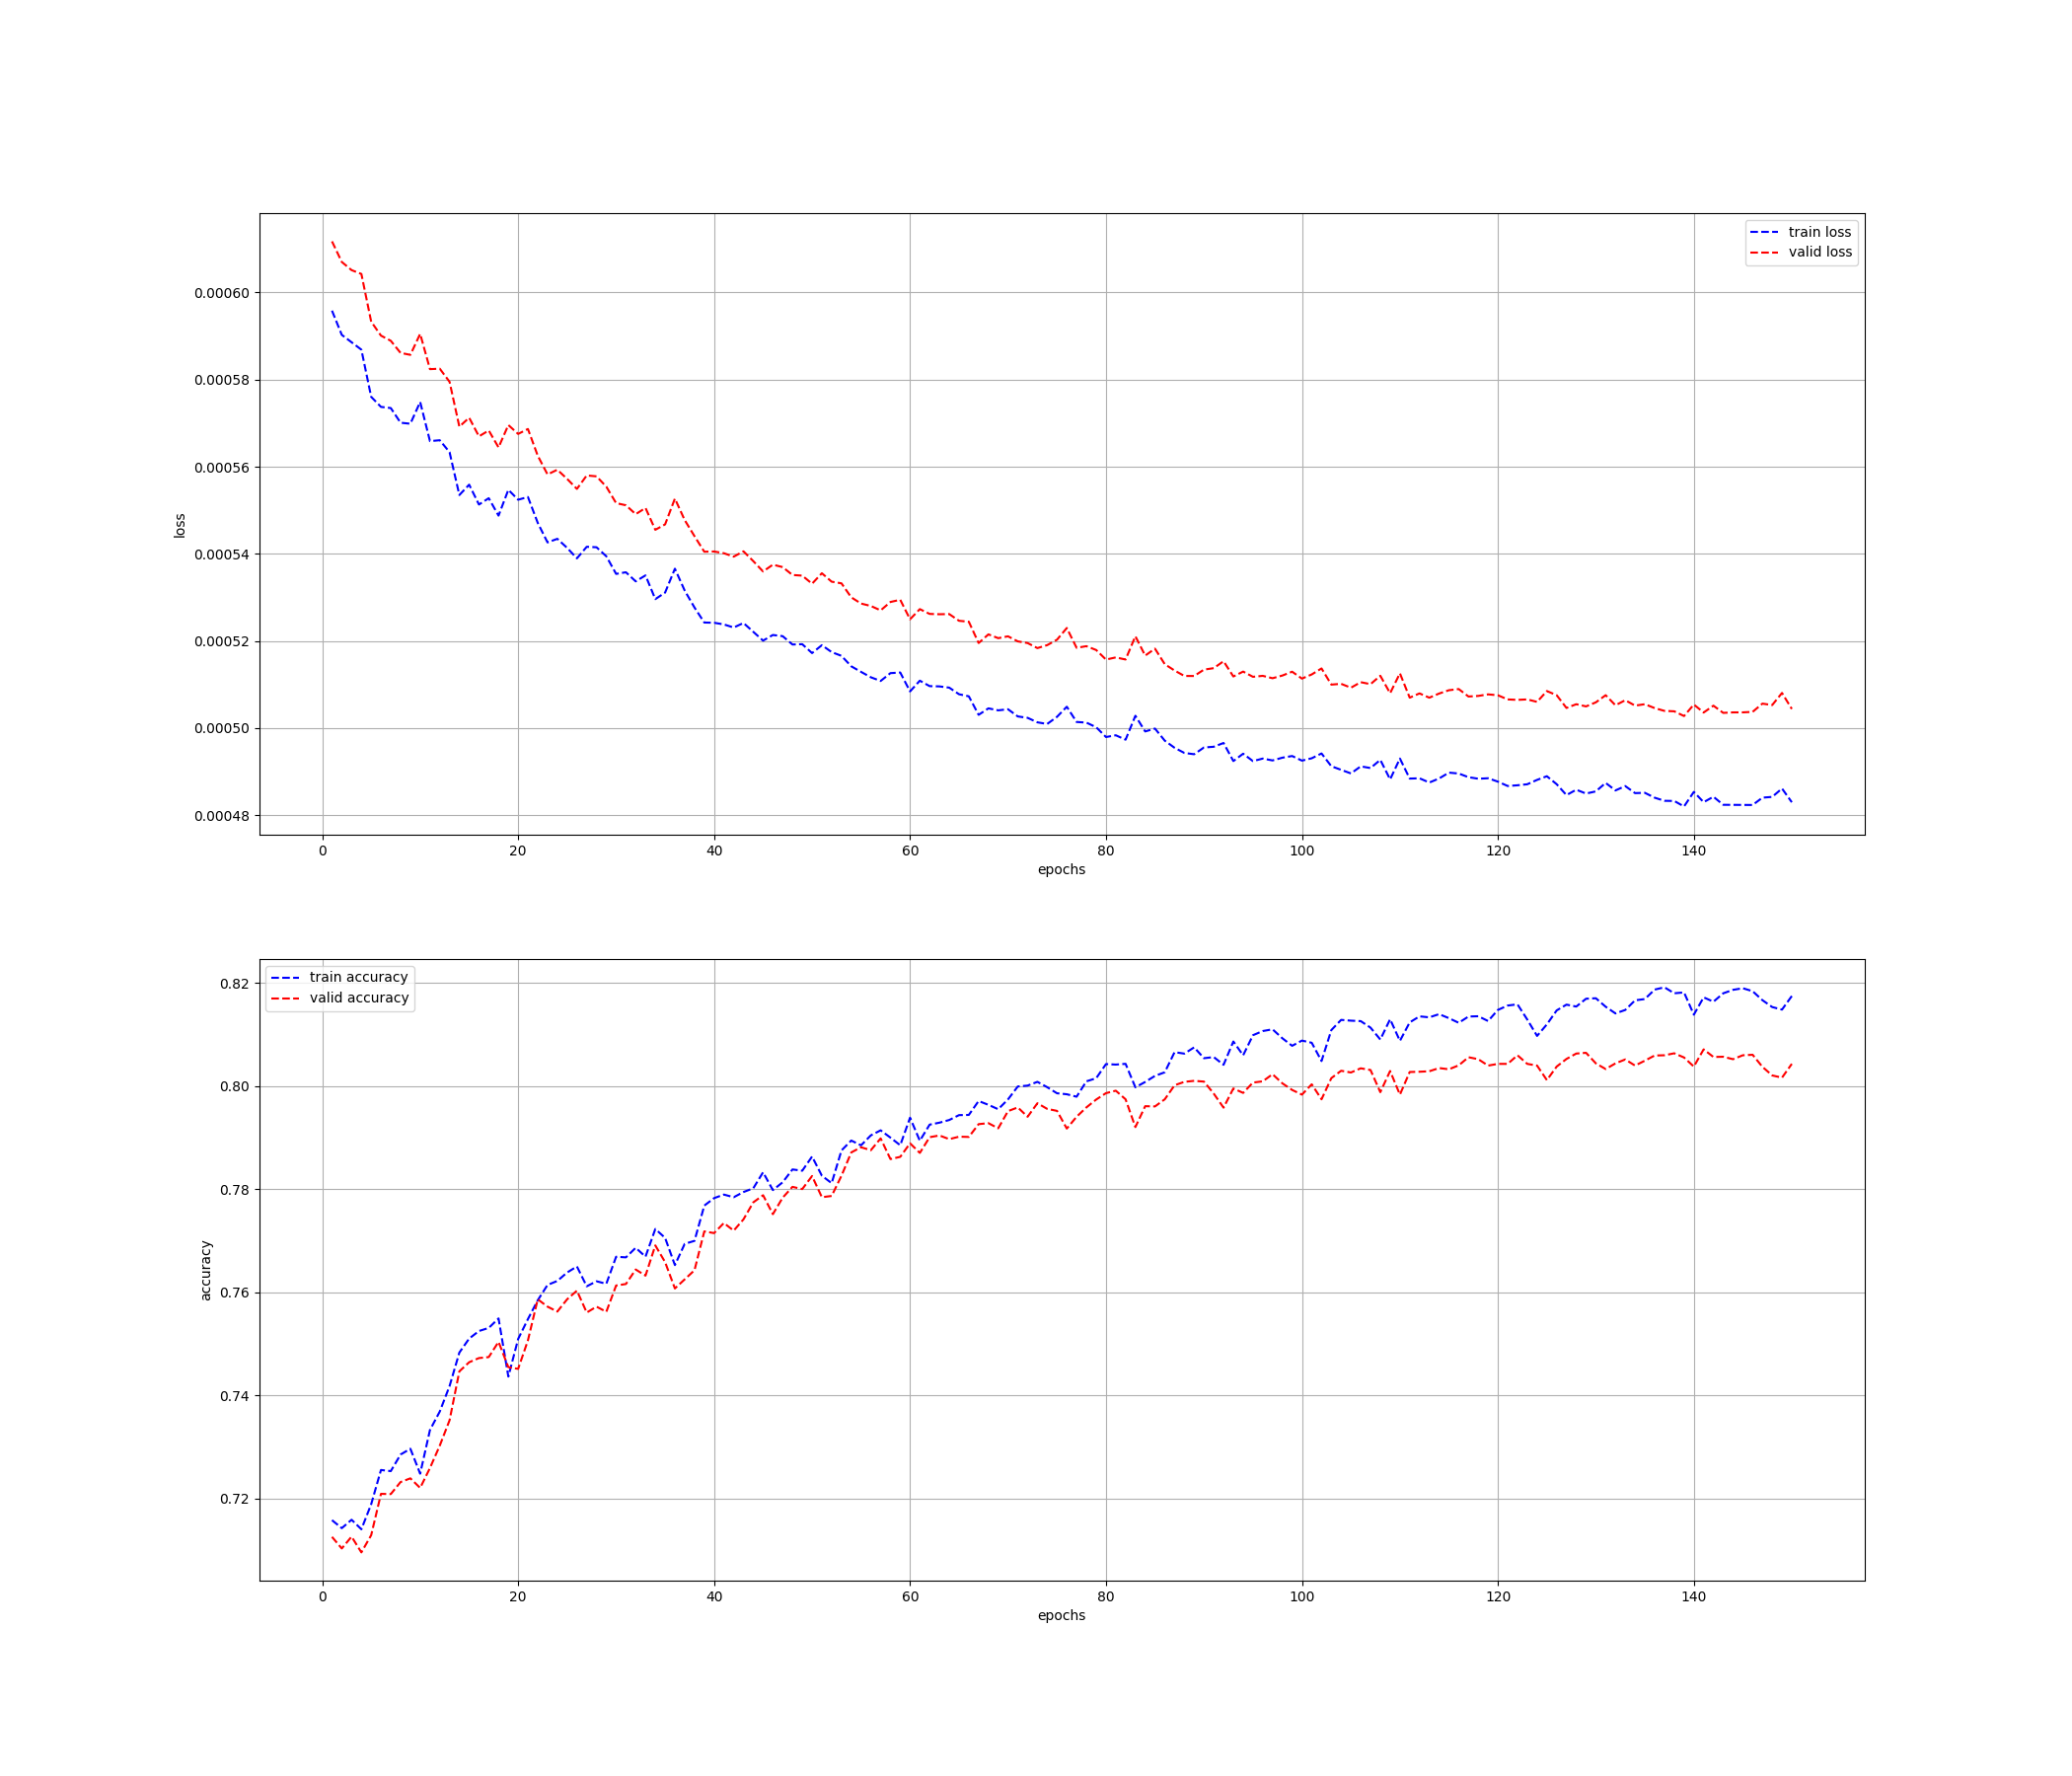 train loss
valid loss
0.00060
0.00058
0.00056
0.00054
0.00052
0.00050
0.00048
loss
0 20 40 60 80 100 120 140
epochs
train accuracy
valid accuracy
0.82
0.80
0.78
0.76
0.74
0.72
accuracy
0 20 40 60 80 100 120 140
epochs